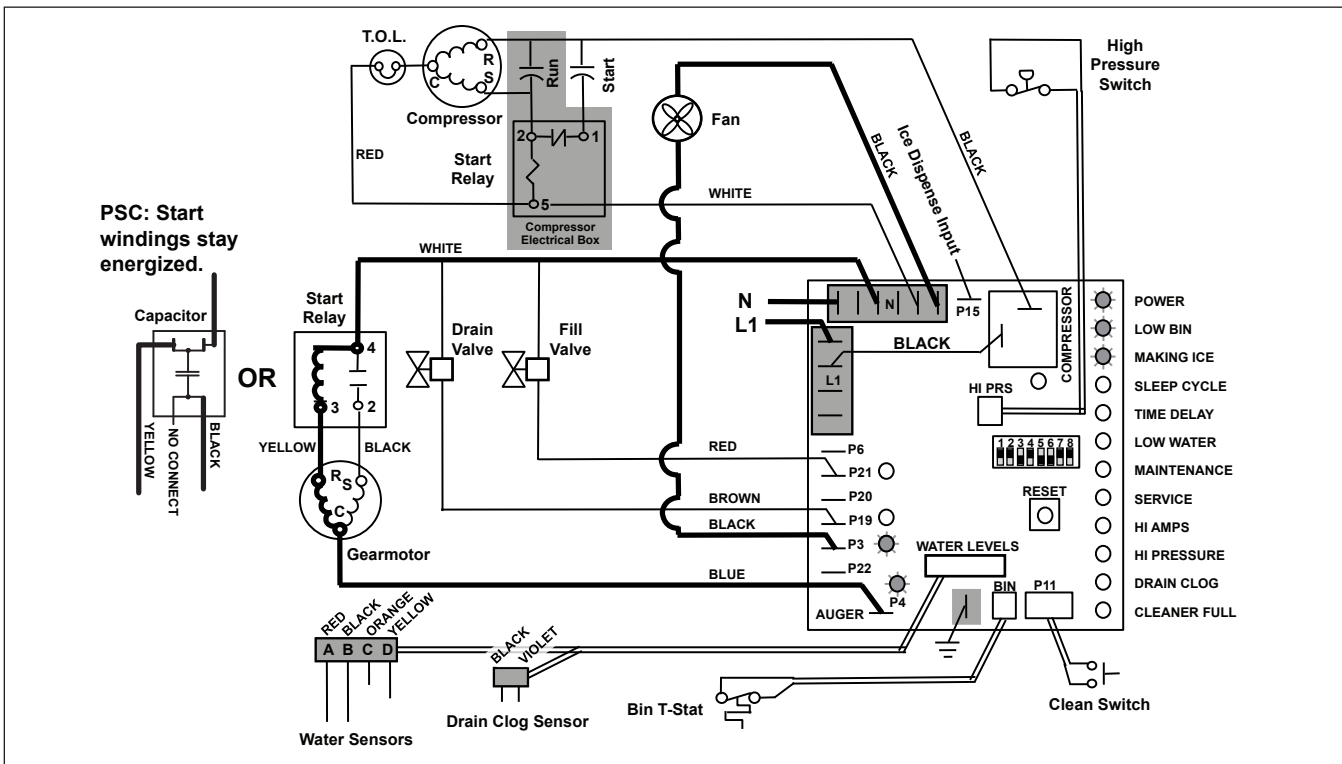 T.O.L.
R
S
C
Compressor
Run
Start
RED
Start
Relay
2
1
5
Compressor
Electrical Box
Fan
BLACK
Ice Dispense Input
BLACK
High
Pressure
Switch
WHITE
PSC: Start
windings stay
energized.
WHITE
Capacitor
OR
YELLOW
NO CONNECT
BLACK
Start
Relay
4
3
2
YELLOW
BLACK
R
S
C
Gearmotor
Drain
Valve
Fill
Valve
N
L1
N
L1
BLACK
P15
COMPRESSOR
HI PRS
1 2 3 4 5 6 7 8
RESET
POWER
LOW BIN
MAKING ICE
SLEEP CYCLE
TIME DELAY
LOW WATER
MAINTENANCE
SERVICE
HI AMPS
HI PRESSURE
DRAIN CLOG
CLEANER FULL
RED
P6
P21
P20
BROWN
P19
BLACK
P3
P22
BLUE
P4
AUGER
WATER LEVELS
BIN
P11
RED
BLACK
ORANGE
YELLOW
A B C D
Water Sensors
BLACK
VIOLET
Drain Clog Sensor
Bin T-Stat
Clean Switch